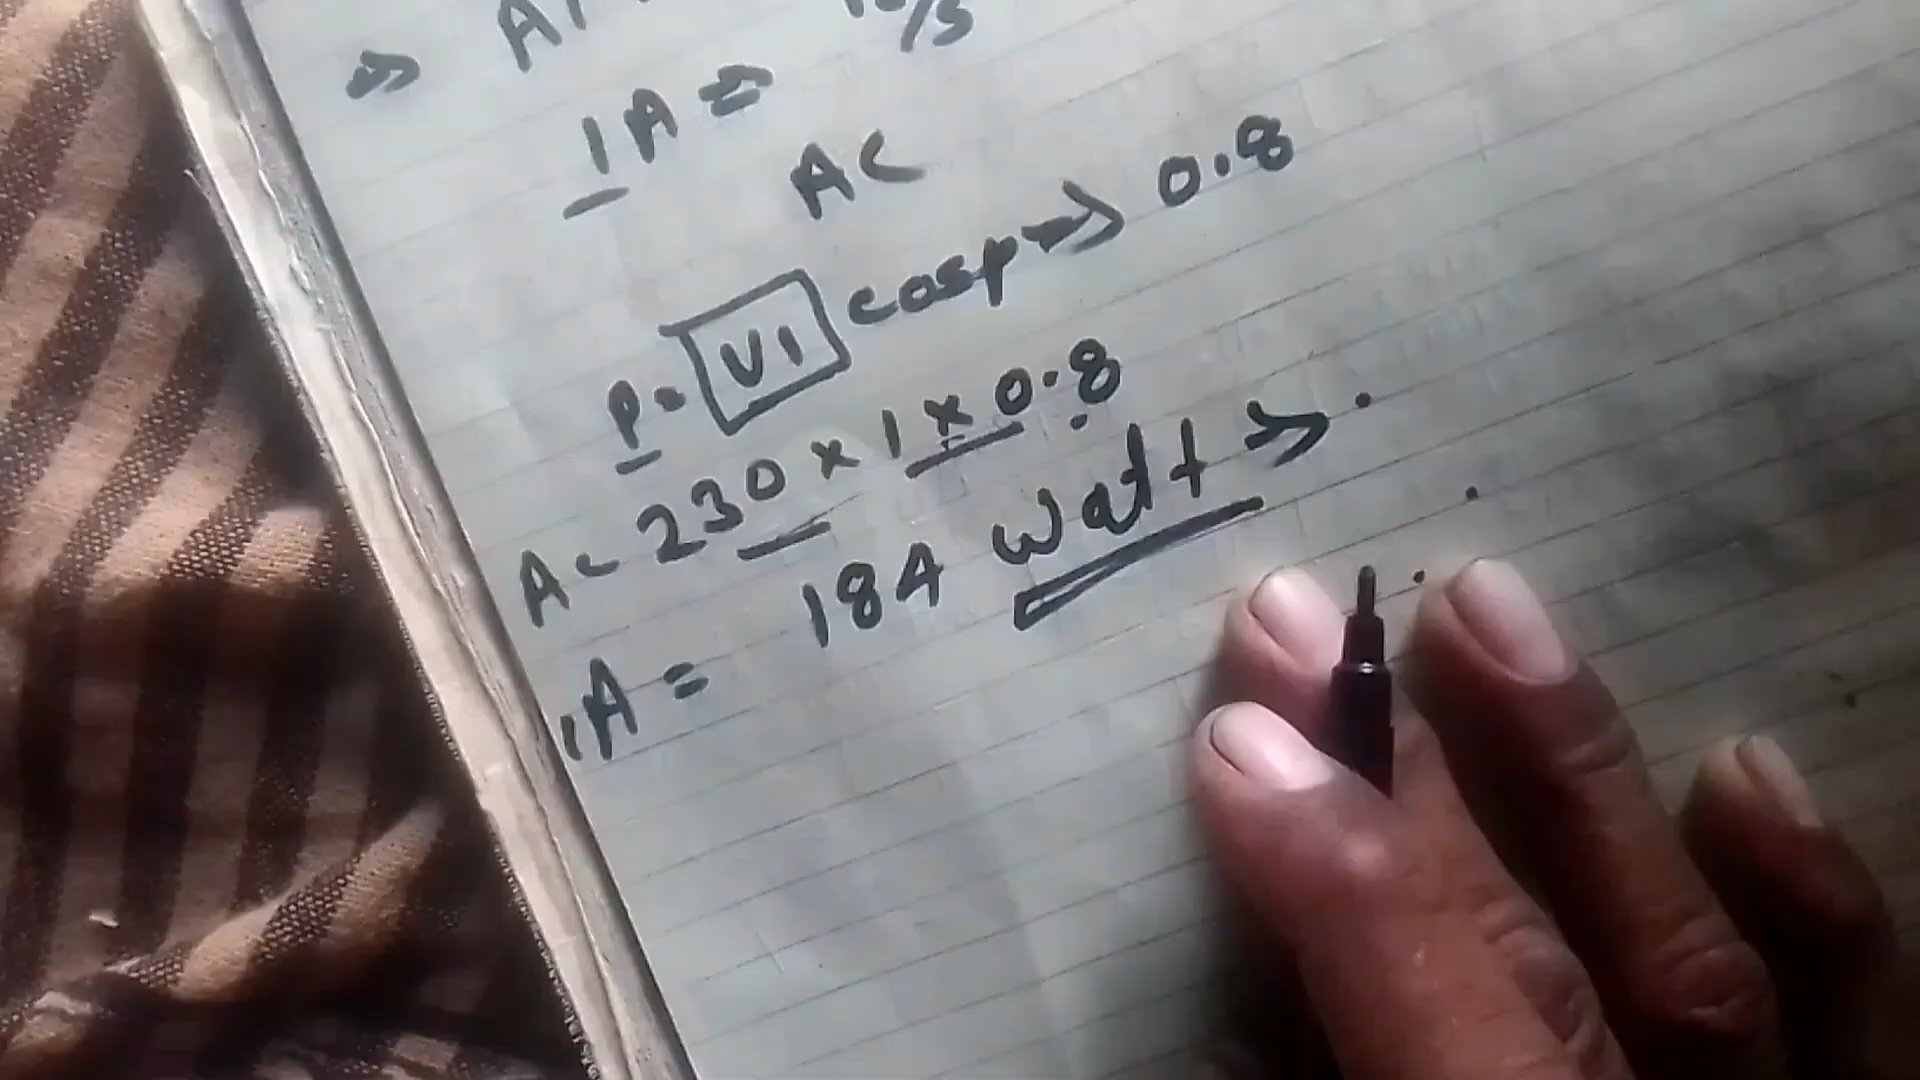 ⇒ A
1A =
AC
P = VI cosφ → 0.8
AC 230 × 1 × 0.8
184 Watt →
1A =